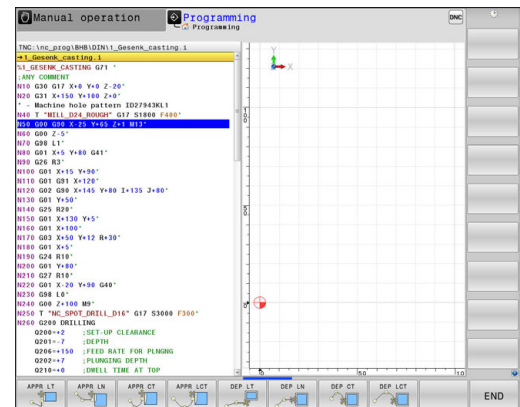 Manual operation
Programming
Programming
DNC
TNC:\nc_prog\BHB\DIN\1_Gesenk_casting.i
→1_Gesenk_casting.i
%1_GESENK_CASTING G71 *
;ANY COMMENT
N10 G30 G17 X+0 Y+0 Z-20*
N20 G31 X+150 Y+100 Z+0*
* - Machine hole pattern ID27943KL1
N40 T "MILL_D24_ROUGH" G17 S1800 F400*
N50 G00 G90 X-25 Y+65 Z+1 M13*
N60 G00 Z-5*
N70 G98 L1*
N80 G01 X+5 Y+80 G41*
N90 G26 R3*
N100 G01 X+15 Y+90*
N110 G01 G91 X+120*
N120 G02 G90 X+145 Y+80 I+135 J+80*
N130 G01 Y+50*
N140 G25 R20*
N150 G01 X+130 Y+5*
N160 G01 X+100*
N170 G03 X+50 Y+12 R+30*
N180 G01 X+5*
N190 G24 R10*
N200 G01 Y+80*
N210 G27 R10*
N220 G01 X-20 Y+90 G40*
N230 G98 L0*
N240 G00 Z+100 M9*
N250 T "NC_SPOT_DRILL_D16" G17 S3000 F300*
N260 G200 DRILLING
Q200=+2 ;SET-UP CLEARANCE
Q201=-7 ;DEPTH
Q206=+150 ;FEED RATE FOR PLNGNG
Q202=+7 ;PLUNGING DEPTH
Q210=+0 ;DWELL TIME AT TOP
Y
X
100
50
0
0
50
10
APPR LT
APPR LN
APPR CT
APPR LCT
DEP LT
DEP LN
DEP CT
DEP LCT
END